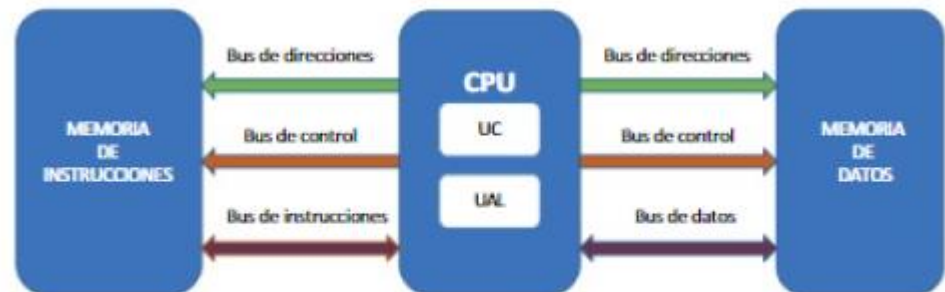 MEMORIA
DE
INSTRUCCIONES
Bus de direcciones
Bus de control
Bus de instrucciones
CPU
UC
UAL
Bus de direcciones
Bus de control
Bus de datos
MEMORIA
DE
DATOS